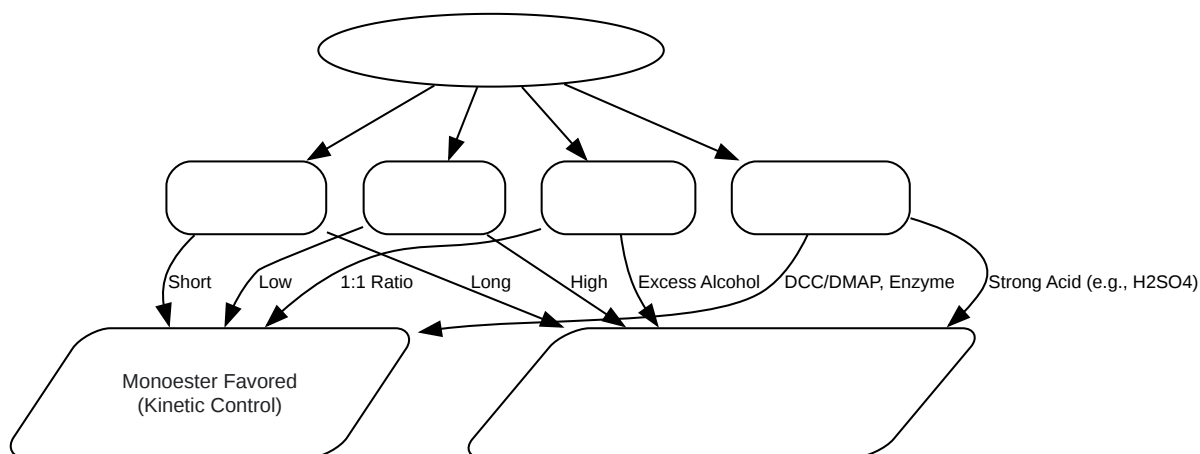 Short
Low
1:1 Ratio
Long
High
Excess Alcohol
DCC/DMAP, Enzyme
Strong Acid (e.g., H2SO4)
Monoester Favored
(Kinetic Control)